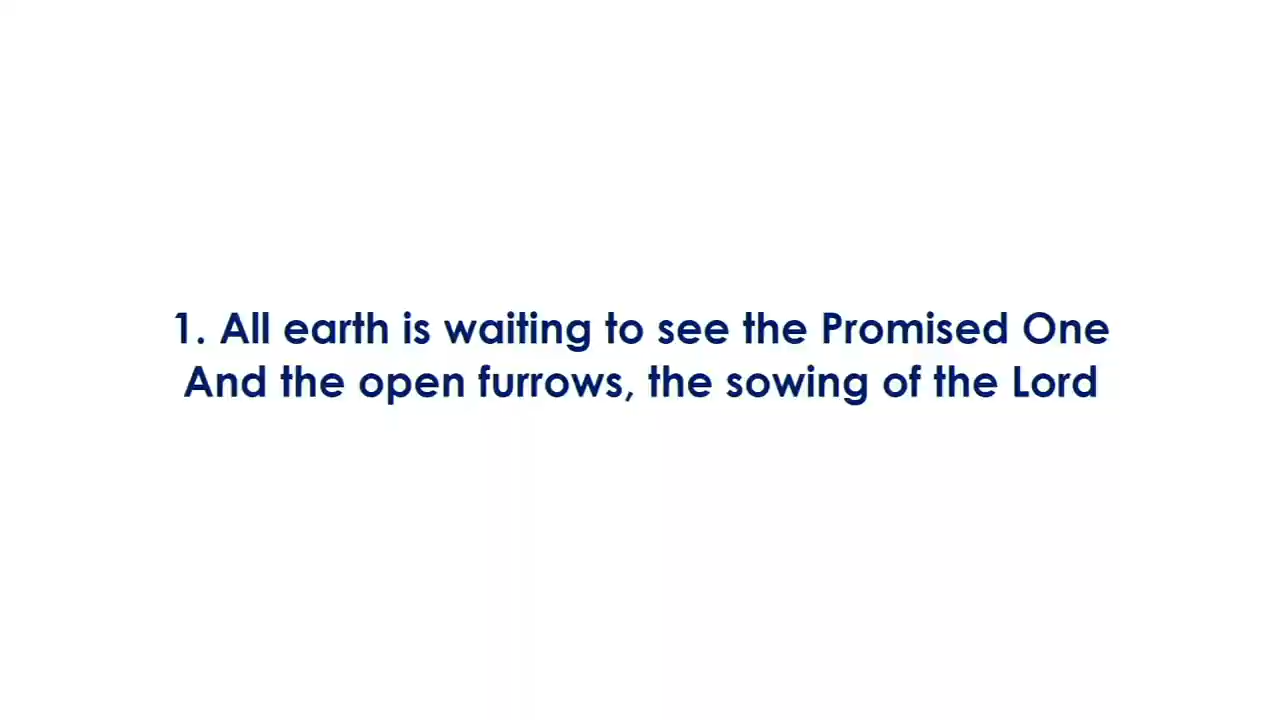 1. All earth is waiting to see the Promised One
And the open furrows, the sowing of the Lord